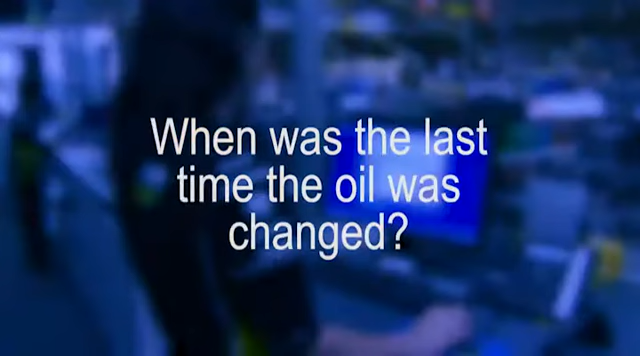 When was the last
time the oil was
changed?